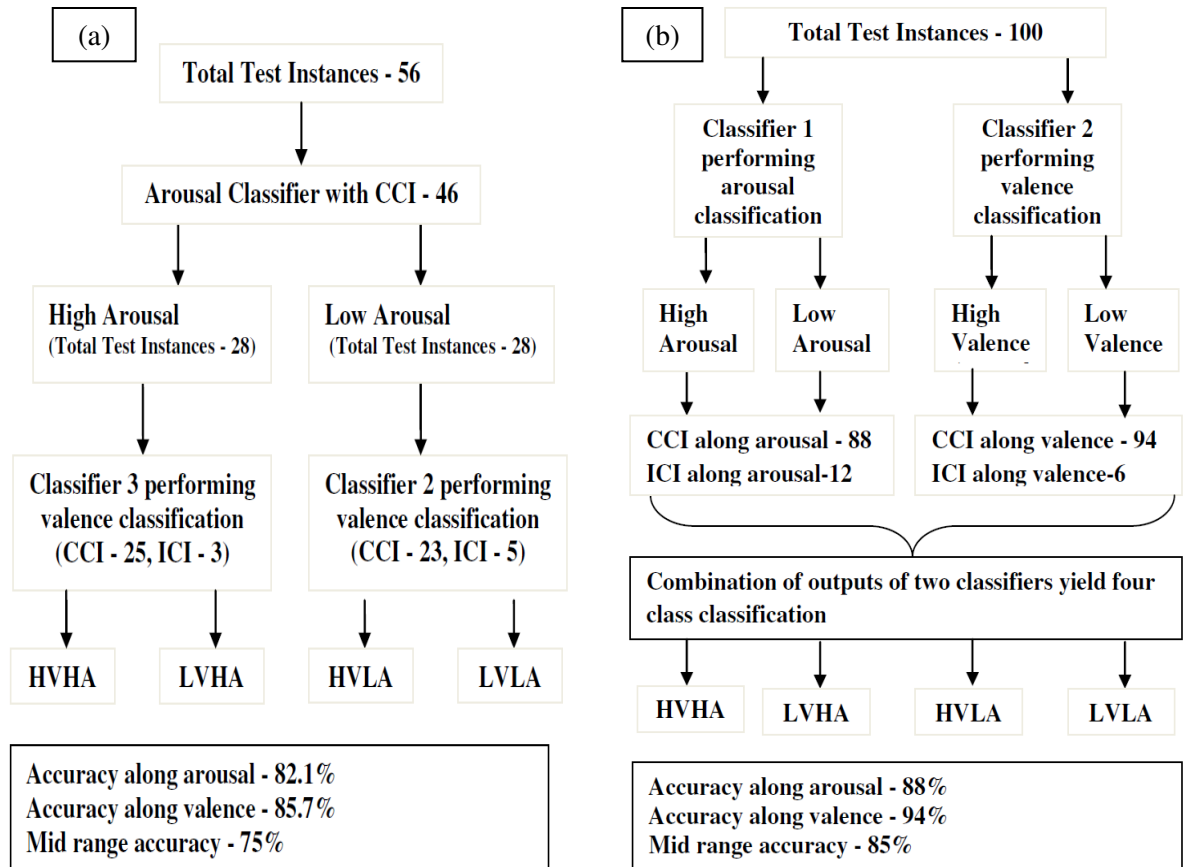 (a)
Total Test Instances - 56
Arousal Classifier with CCI - 46
High Arousal
(Total Test Instances - 28)
Low Arousal
(Total Test Instances - 28)
Classifier 3 performing
valence classification
(CCI - 25, ICI - 3)
Classifier 2 performing
valence classification
(CCI - 23, ICI - 5)
HVHA
LVHA
HVLA
LVLA
Accuracy along arousal - 82.1%
Accuracy along valence - 85.7%
Mid range accuracy - 75%
(b)
Total Test Instances - 100
Classifier 1
performing
arousal
classification
Classifier 2
performing
valence
classification
High
Arousal
Low
Arousal
High
Valence
Low
Valence
CCI along arousal - 88
ICI along arousal-12
CCI along valence - 94
ICI along valence-6
Combination of outputs of two classifiers yield four
class classification
HVHA
LVHA
HVLA
LVLA
Accuracy along arousal - 88%
Accuracy along valence - 94%
Mid range accuracy - 85%